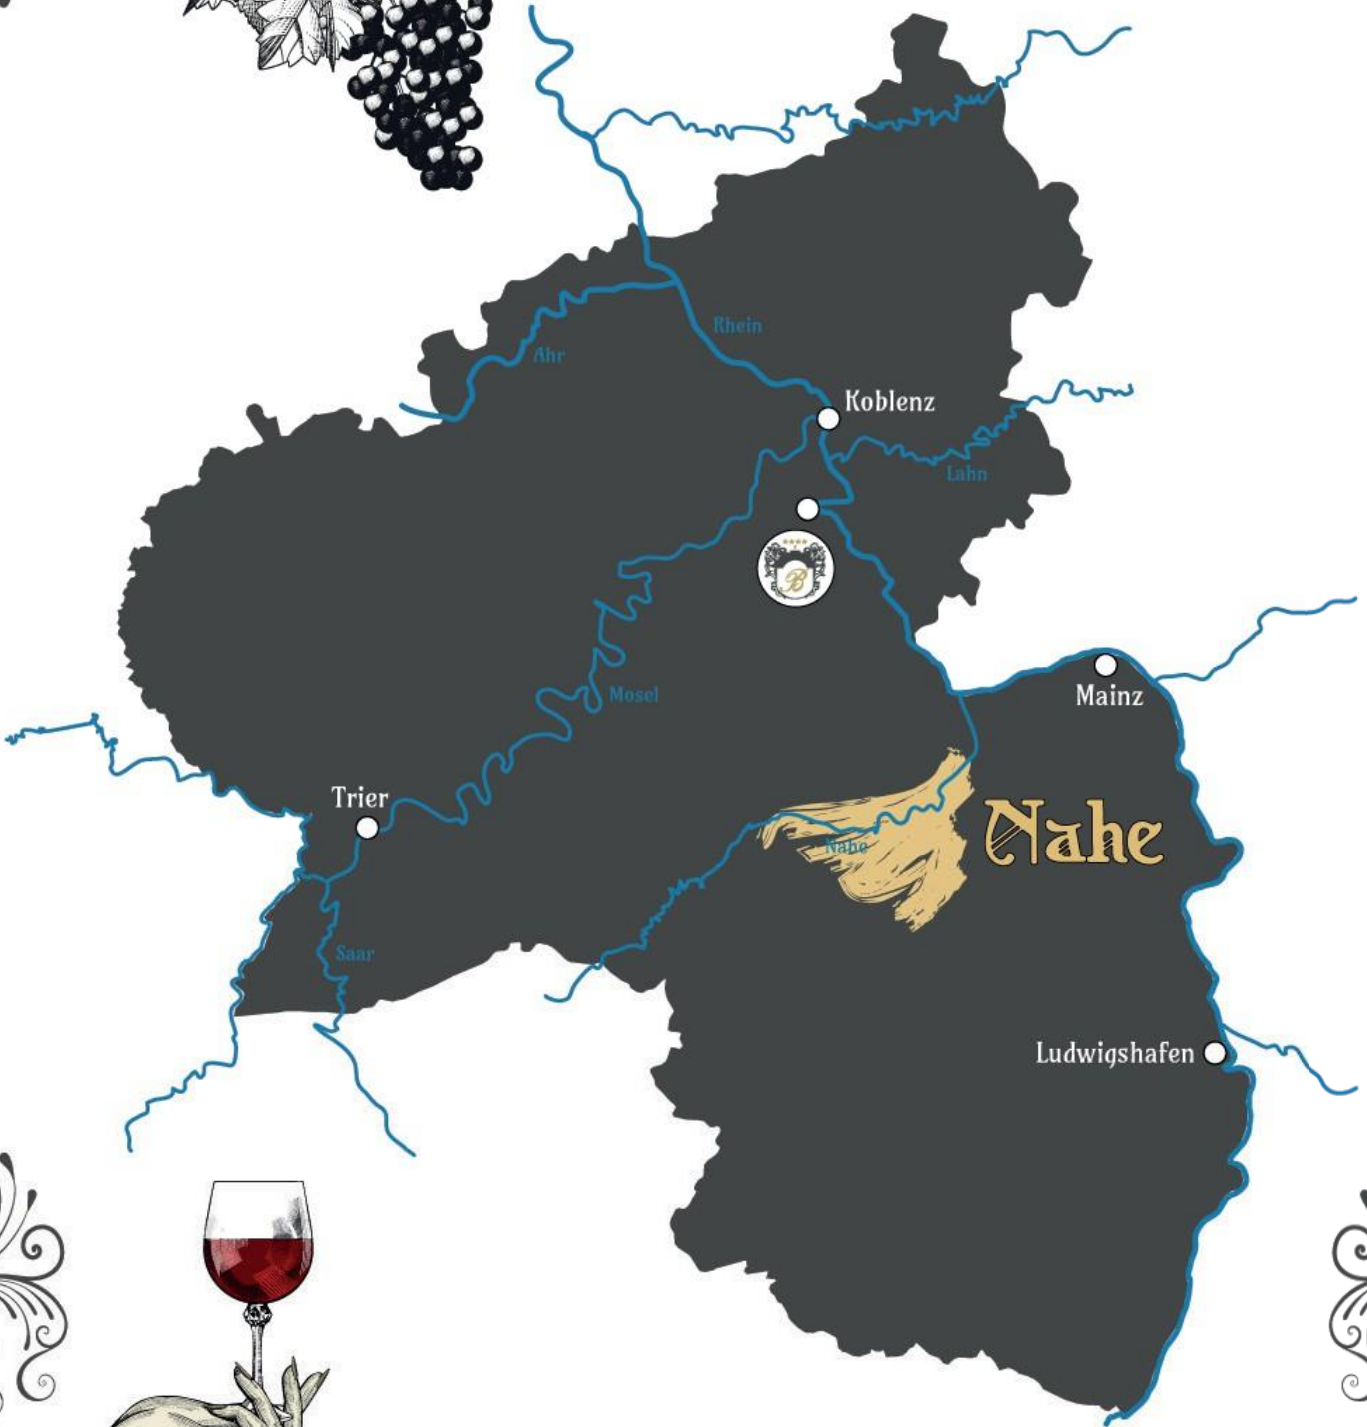 Rhein
Ahr
Koblenz
Lahn
B
Mosel
Mainz
Trier
Nahe
Nahe
Saar
Ludwigshafen